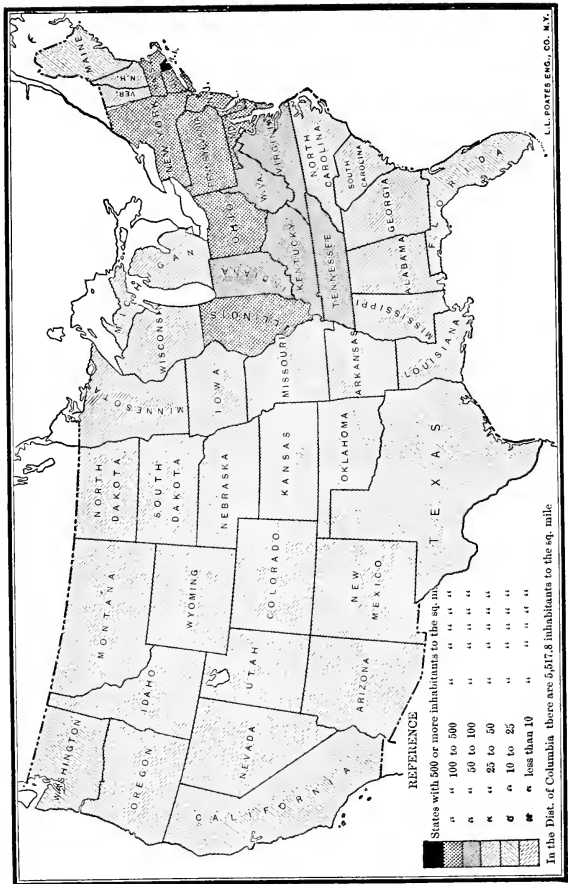 WASHINGTON
OREGON
CALIFORNIA
NEVADA
IDAHO
MONTANA
WYOMING
UTAH
ARIZONA
COLORADO
NEW
MEXICO
NORTH
DAKOTA
SOUTH
DAKOTA
NEBRASKA
KANSAS
OKLAHOMA
TEXAS
MINNESOTA
IOWA
MISSOURI
ARKANSAS
LOUISIANA
WISCONSIN
ILLINOIS
KENTUCKY
TENNESSEE
MISSISSIPPI
ALABAMA
GEORGIA
FLORIDA
SOUTH
CAROLINA
NORTH
CAROLINA
VIRGINIA
W.VA.
OHIO
NEW YORK
VER.
N.H.
MAINE
REFERENCE
States with 500 or more inhabitants to the sq. mi
" " 100 to 500 " " " " "
" " 50 to 100 " " " " "
" " 25 to 50 " " " " "
" " 10 to 25 " " " " "
" " less than 10 " " " " "
In the Dist. of Columbia there are 5,517.8 inhabitants to the sq. mile
L.L. POATES ENG., CO. N.Y.